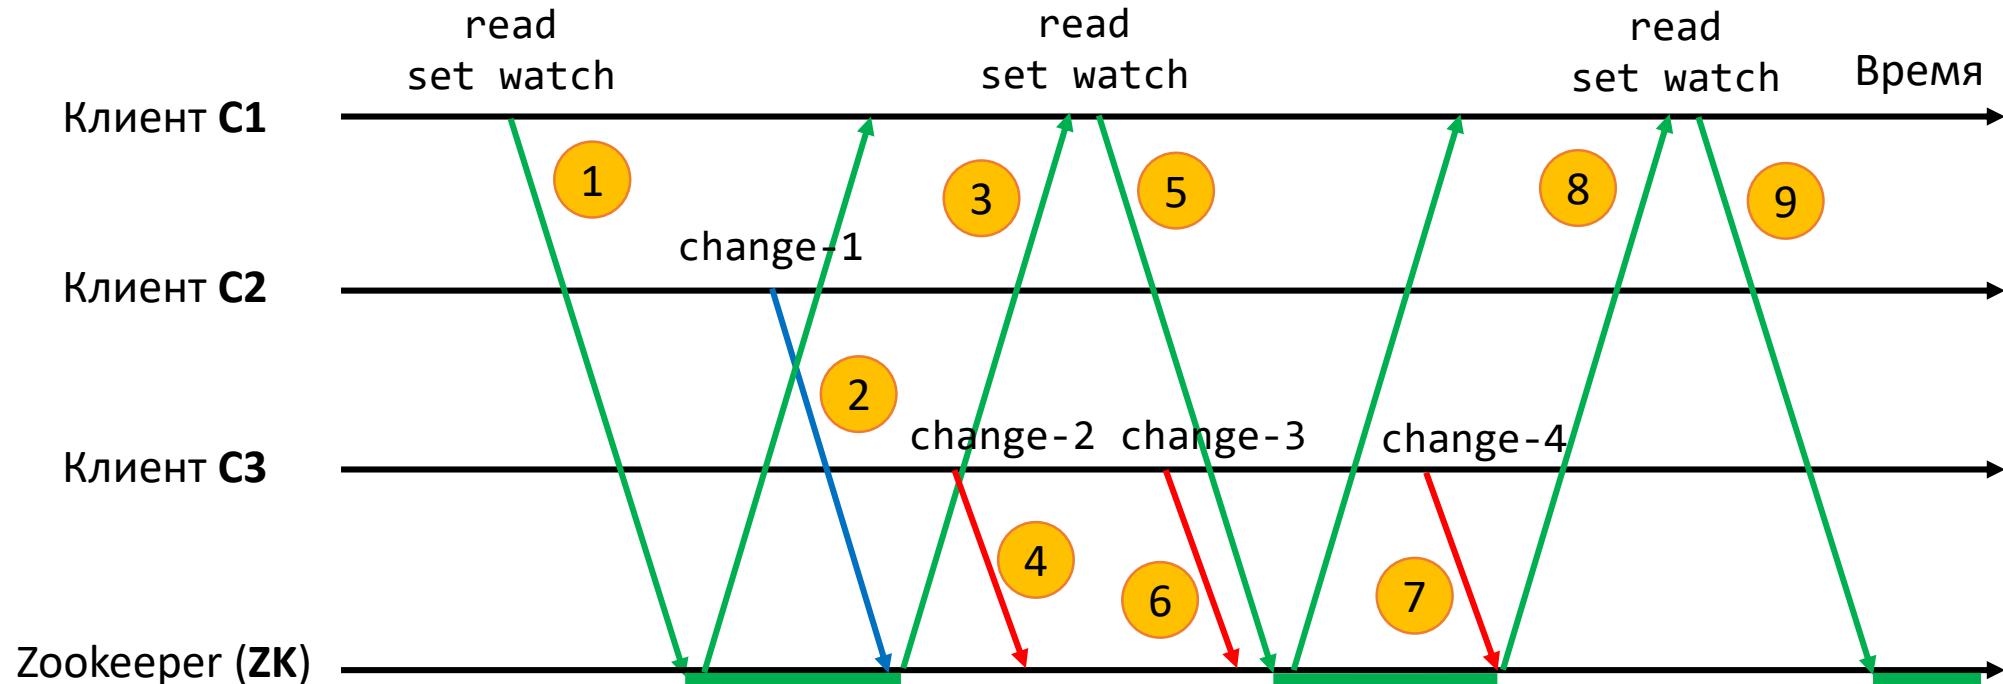 read
set watch
read
set watch
read
set watch
Время
Клиент C1
1
3
5
8
9
change-1
Клиент C2
2
change-2
change-3
change-4
Клиент C3
4
6
7
Zookeeper (ZK)